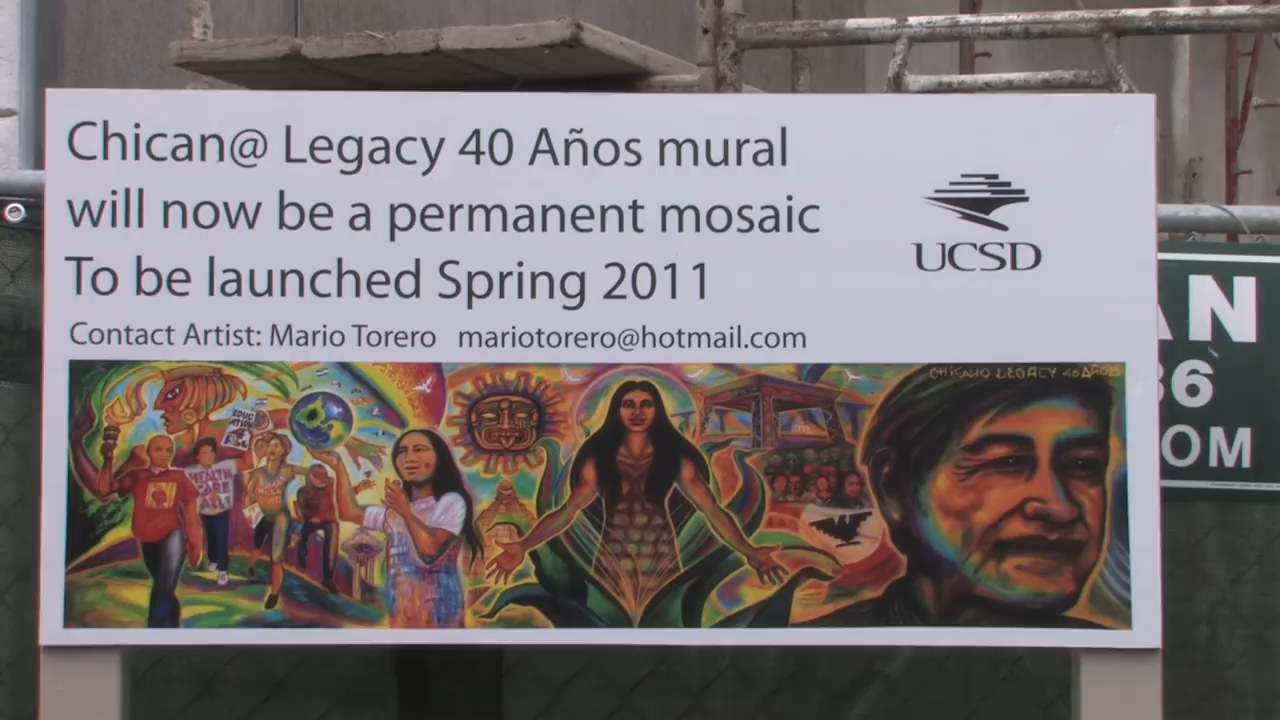 Chican@ Legacy 40 Años mural
will now be a permanent mosaic
To be launched Spring 2011
Contact Artist: Mario Torero mariotorero@hotmail.com
UCSD
CHICANO LEGACY 40 AÑOS
HEALTH
AN
36
OM